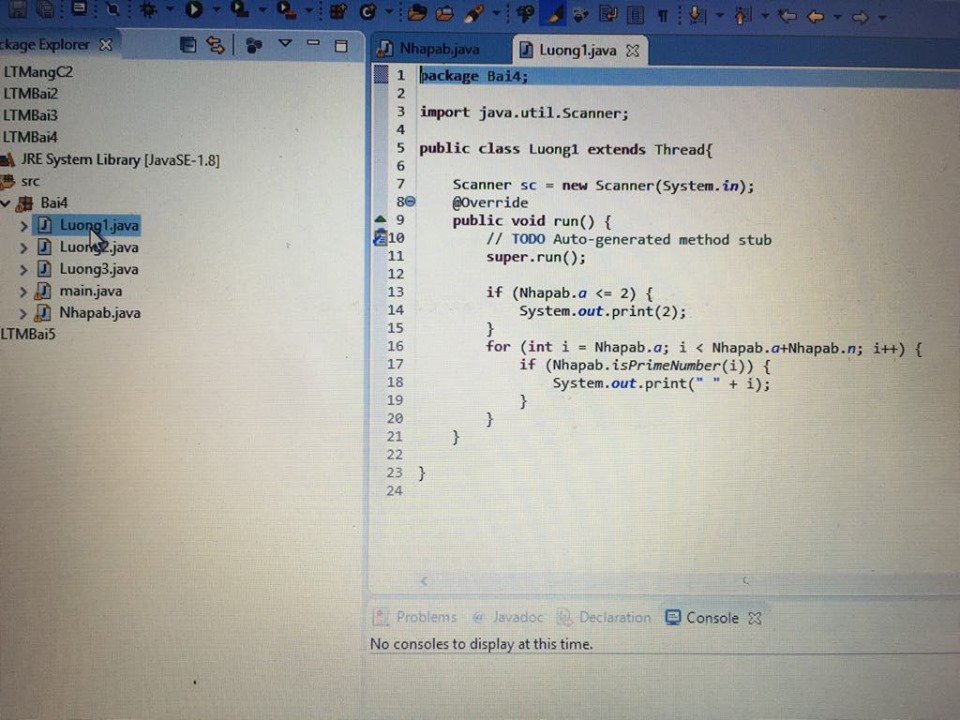 ckage Explorer
LTMangC2
LTMBai2
LTMBai3
LTMBai4
JRE System Library [JavaSE-1.8]
src
Bai4
Luong1.java
Luong2.java
Luong3.java
main.java
Nhapab.java
LTMBai5
Nhapab.java
Luong1.java
1 package Bai4;
2
3 import java.util.Scanner;
4
5 public class Luong1 extends Thread{
6
7 Scanner sc = new Scanner(System.in);
8 @Override
9 public void run() {
10 // TODO Auto-generated method stub
11 super.run();
12
13 if (Nhapab.a <= 2) {
14 System.out.print(2);
15 }
16 for (int i = Nhapab.a; i < Nhapab.a+Nhapab.n; i++) {
17 if (Nhapab.isPrimeNumber(i)) {
18 System.out.print(" " + i);
19 }
20 }
21 }
22
23 }
24
Problems @ Javadoc Declaration Console
No consoles to display at this time.